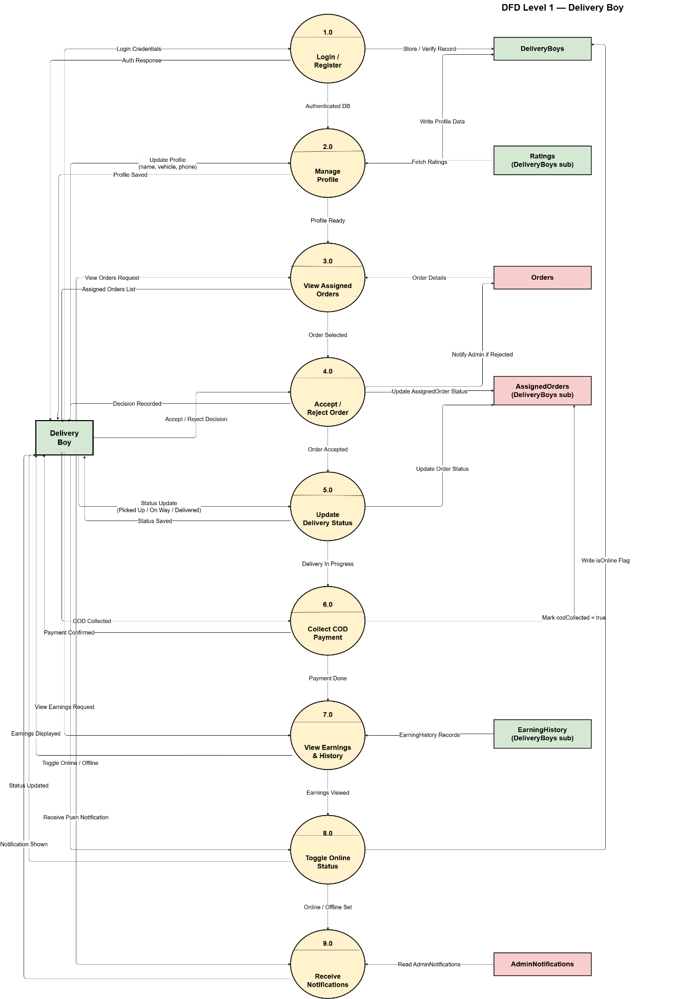 DFD Level 1 — Delivery Boy
1.0
Login /
Register
Login Credentials
Auth Response
Store / Verify Record
DeliveryBoys
Authenticated DB
Write Profile Data
2.0
Manage
Profile
Update Profile
(name, vehicle, phone)
Profile Saved
Fetch Ratings
Ratings
(DeliveryBoys sub)
Profile Ready
3.0
View Assigned
Orders
View Orders Request
Assigned Orders List
Order Details
Orders
Order Selected
Notify Admin if Rejected
4.0
Accept /
Reject Order
Decision Recorded
Accept / Reject Decision
Update AssignedOrder Status
AssignedOrders
(DeliveryBoys sub)
Delivery
Boy
Order Accepted
Update Order Status
5.0
Update
Delivery Status
Status Update
(Picked Up / On Way / Delivered)
Status Saved
Delivery In Progress
Write isOnline Flag
6.0
Collect COD
Payment
COD Collected
Payment Confirmed
Mark codCollected = true
Payment Done
View Earnings Request
7.0
View Earnings
& History
Earnings Displayed
EarningHistory Records
EarningHistory
(DeliveryBoys sub)
Toggle Online / Offline
Status Updated
Earnings Viewed
Receive Push Notification
8.0
Toggle Online
Status
Notification Shown
Online / Offline Set
9.0
Receive
Notifications
Read AdminNotifications
AdminNotifications